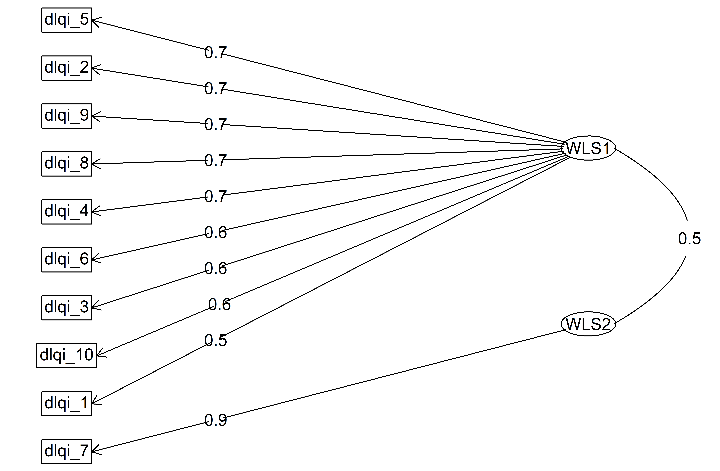 dlqi_5
0.7
dlqi_2
0.7
dlqi_9
0.7
dlqi_8
0.7
dlqi_4
0.7
dlqi_6
0.6
dlqi_3
0.6
dlqi_10
0.6
dlqi_1
0.5
dlqi_7
0.9
WLS1
0.5
WLS2